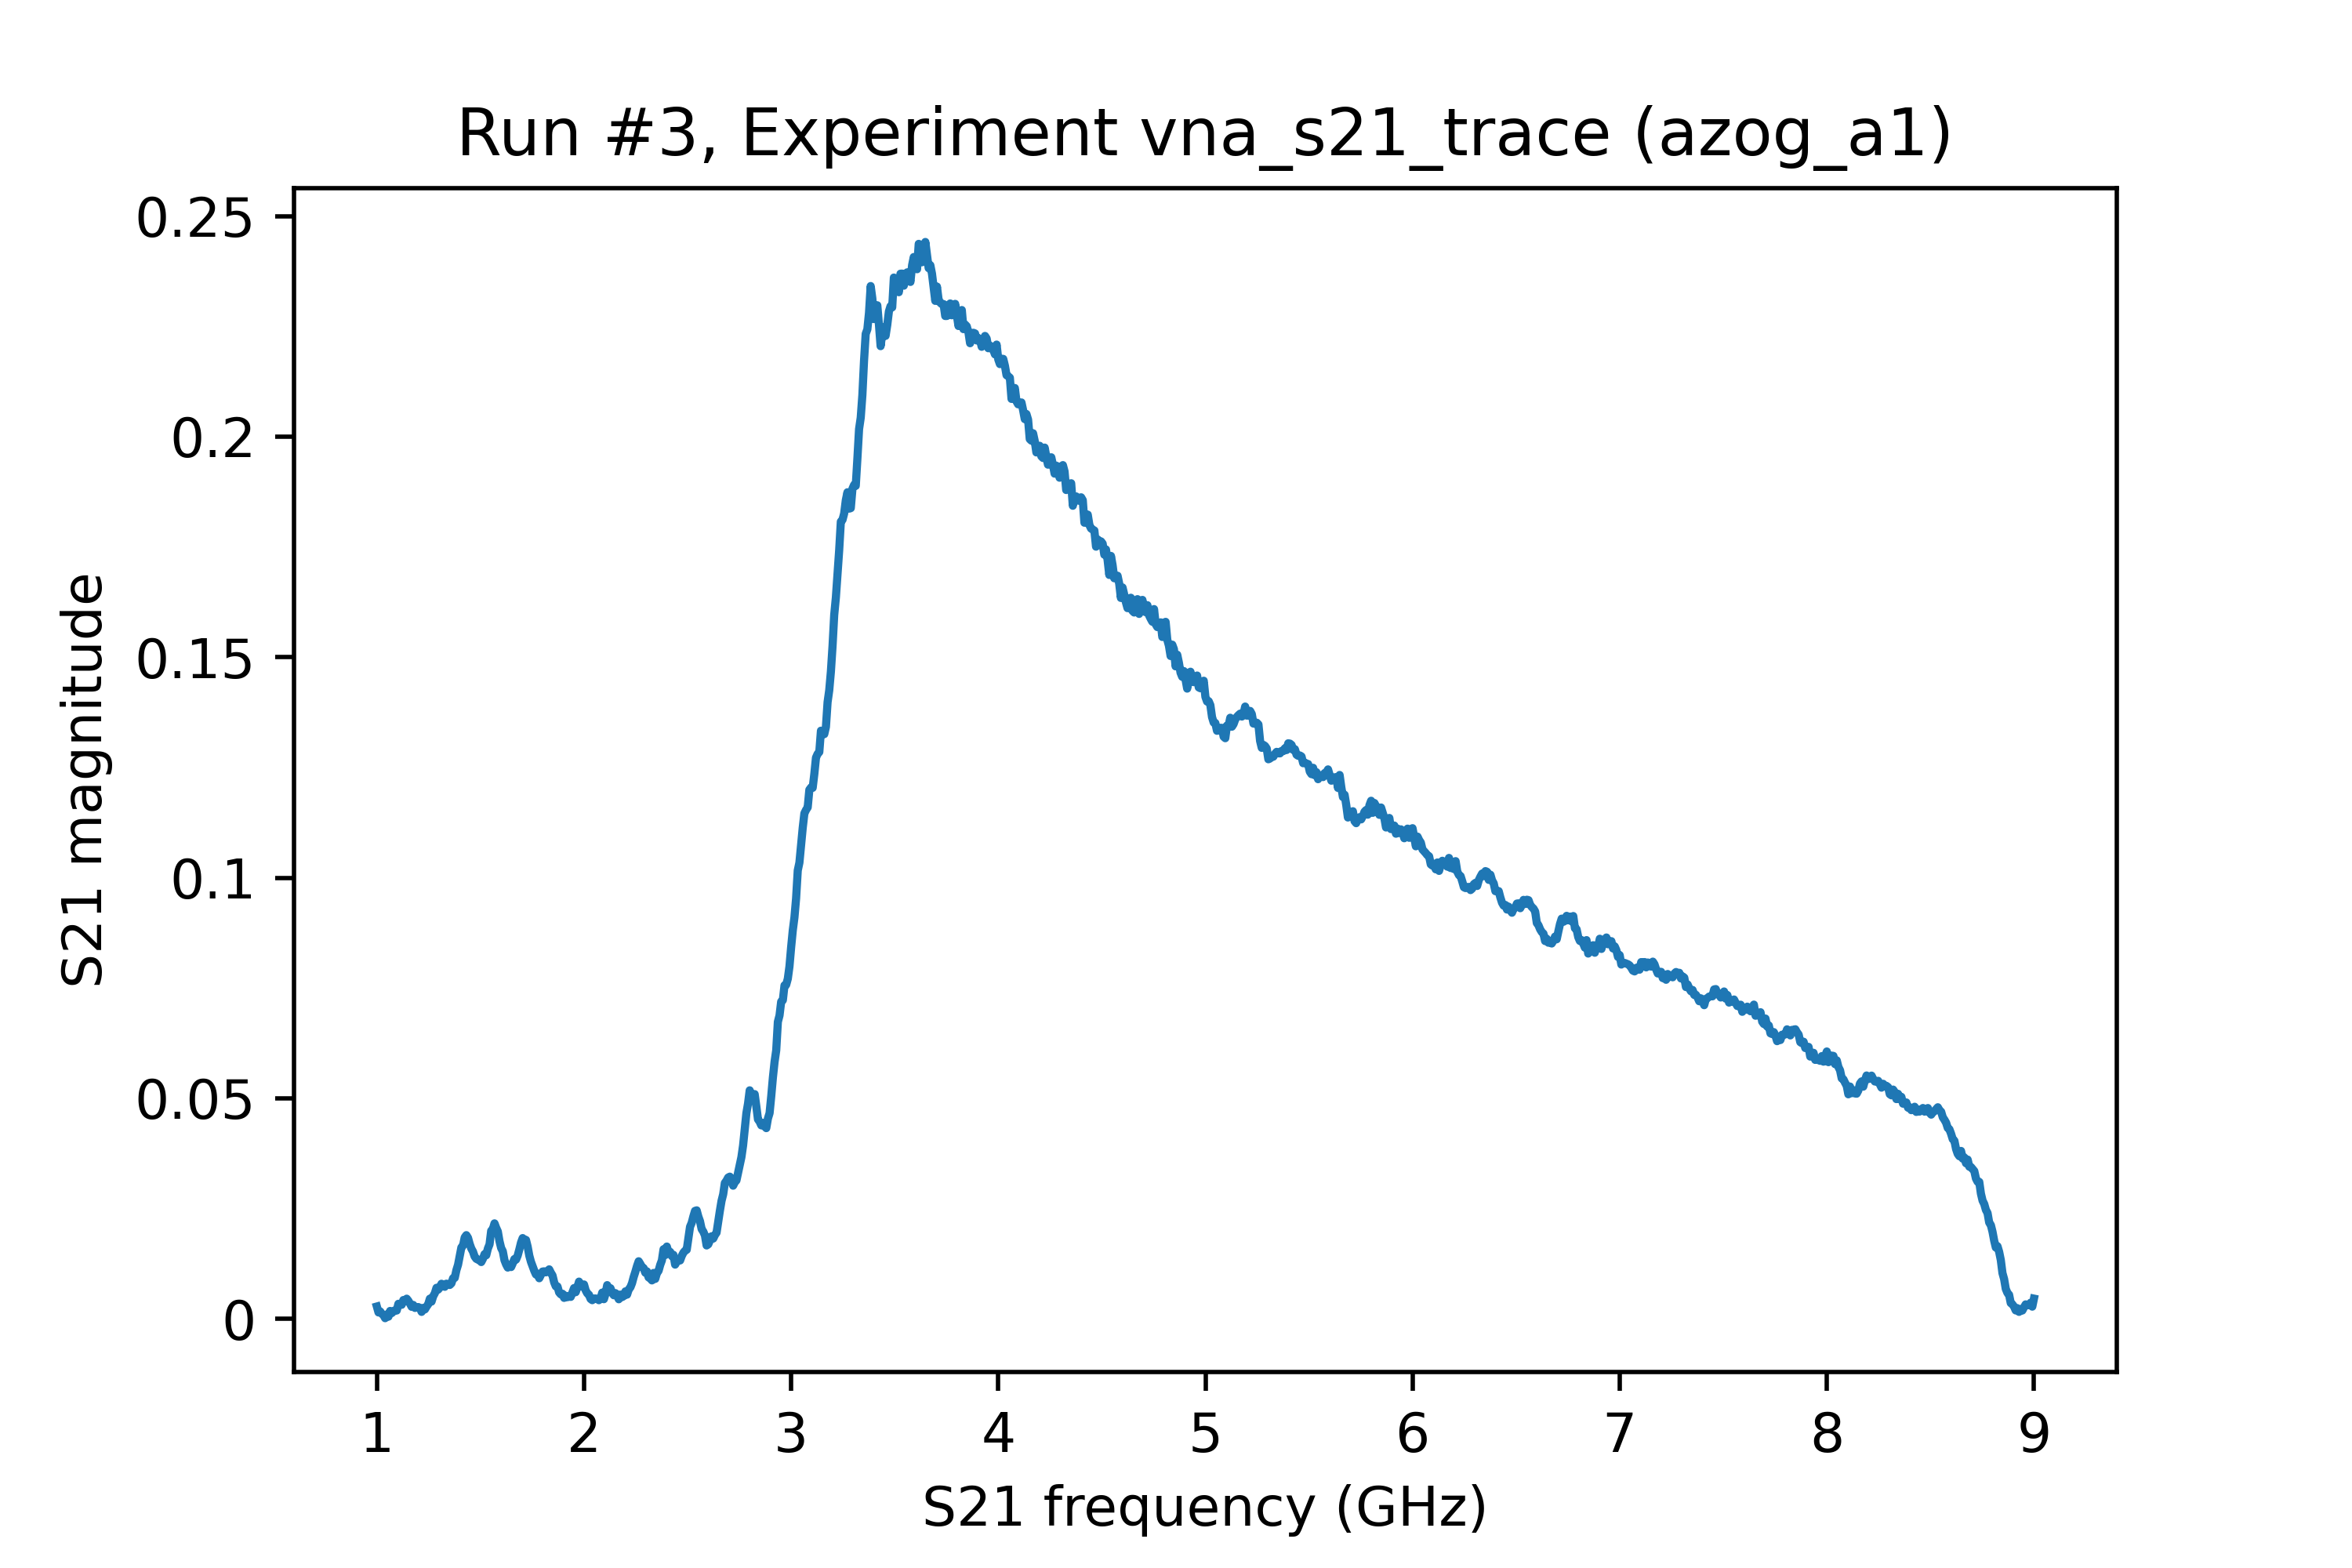 Run #3, Experiment vna_s21_trace (azog_a1)
0.25
0.2
0.15
0.1
0.05
0
S21 magnitude
1 2 3 4 5 6 7 8 9
S21 frequency (GHz)